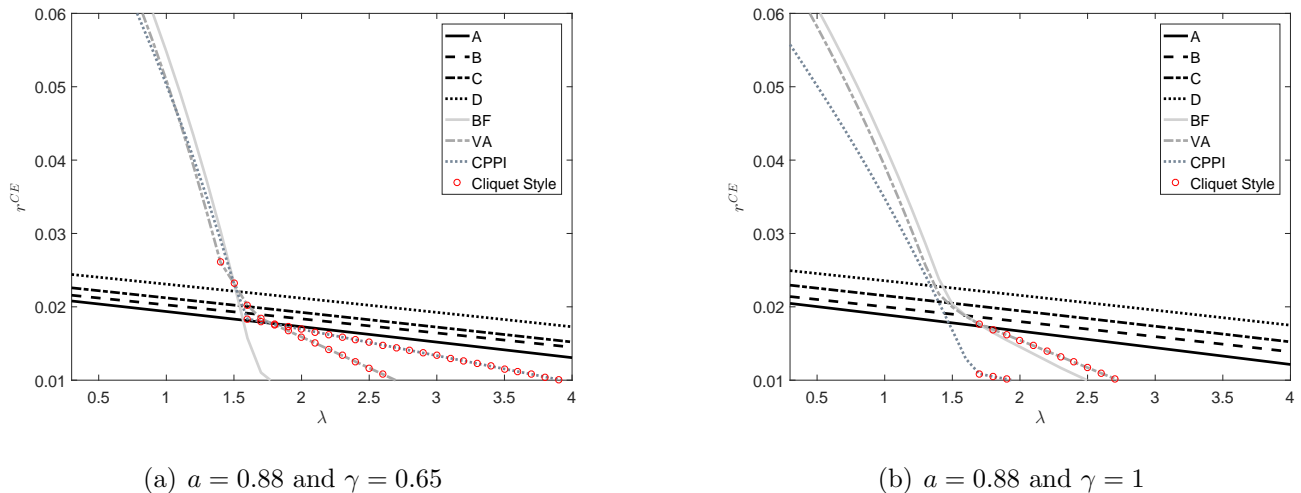 0.06
0.05
0.04
0.03
0.02
0.01
r^{CE}
0.5 1 1.5 2 2.5 3 3.5 4
λ
A
B
C
D
BF
VA
CPPI
Cliquet Style
(a) a = 0.88 and γ = 0.65
0.06
0.05
0.04
0.03
0.02
0.01
r^{CE}
0.5 1 1.5 2 2.5 3 3.5 4
λ
A
B
C
D
BF
VA
CPPI
Cliquet Style
(b) a = 0.88 and γ = 1